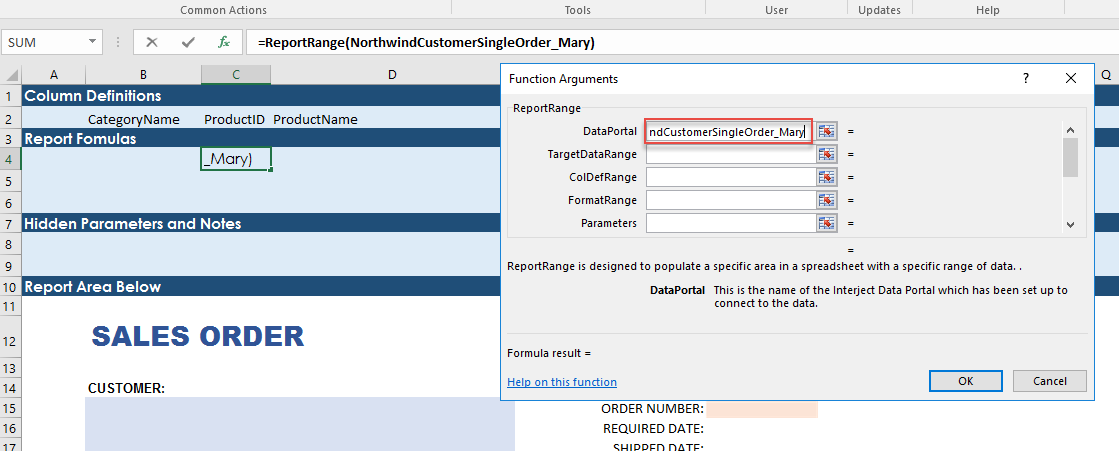 Common Actions Tools User Updates Help
SUM =ReportRange(NorthwindCustomerSingleOrder_Mary)
A B C D Q
1 Column Definitions
2 CategoryName ProductID ProductName
3 Report Formulas
4 _Mary)
5
6
7 Hidden Parameters and Notes
8
9
10 Report Area Below
11
12 SALES ORDER
13
14 CUSTOMER:
15 ORDER NUMBER:
16 REQUIRED DATE:
17 SHIPPED DATE:
Function Arguments ?
ReportRange
DataPortal ndCustomerSingleOrder_Mary =
TargetDataRange =
ColDefRange =
FormatRange =
Parameters =
=
ReportRange is designed to populate a specific area in a spreadsheet with a specific range of data. .
DataPortal This is the name of the Interject Data Portal which has been set up to
connect to the data.
Formula result =
Help on this function OK Cancel